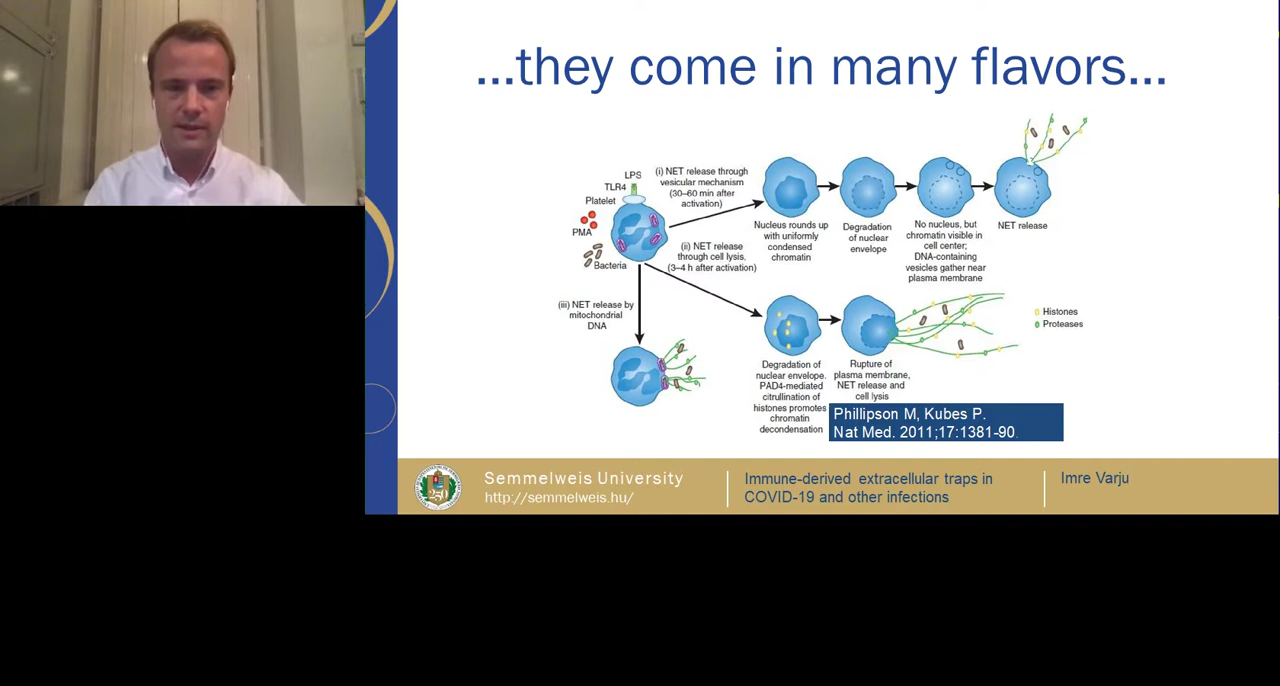 ...they come in many flavors...
LPS
TLR4
Platelet
PMA
Bacteria
(i) NET release through
vesicular mechanism
(30–60 min after
activation)
(ii) NET release
through cell lysis.
(3–4 h after activation)
(iii) NET release by
mitochondrial
DNA
Nucleus rounds up
with uniformly
condensed
chromatin
Degradation
of nuclear
envelope
No nucleus, but
chromatin visible in
cell center;
DNA-containing
vesicles gather near
plasma membrane
NET release
Histones
Proteases
Degradation of
nuclear envelope.
PAD4-mediated
citrullination of
histones promotes
chromatin
decondensation
Rupture of
plasma membrane,
NET release and
cell lysis
Phillipson M, Kubes P.
Nat Med. 2011;17:1381-90.
250
Semmelweis University
http://semmelweis.hu/
Immune-derived extracellular traps in
COVID-19 and other infections
Imre Varju